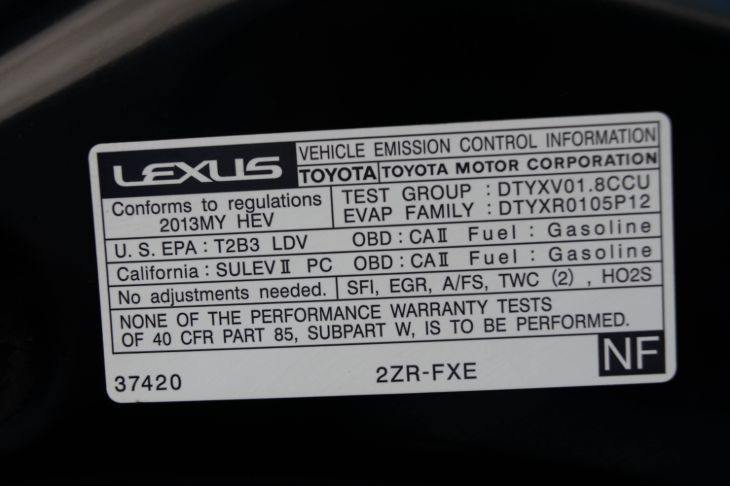 LEXUS VEHICLE EMISSION CONTROL INFORMATION
TOYOTA TOYOTA MOTOR CORPORATION
Conforms to regulations
2013MY HEV
TEST GROUP : DTYXV01.8CCU
EVAP FAMILY : DTYXR0105P12
U. S. EPA : T2B3 LDV OBD : CAⅡ Fuel : Gasoline
California : SULEVⅡ PC OBD : CAⅡ Fuel : Gasoline
No adjustments needed. SFI, EGR, A/FS, TWC (2) , HO2S
NONE OF THE PERFORMANCE WARRANTY TESTS
OF 40 CFR PART 85, SUBPART W, IS TO BE PERFORMED.
37420 2ZR-FXE NF